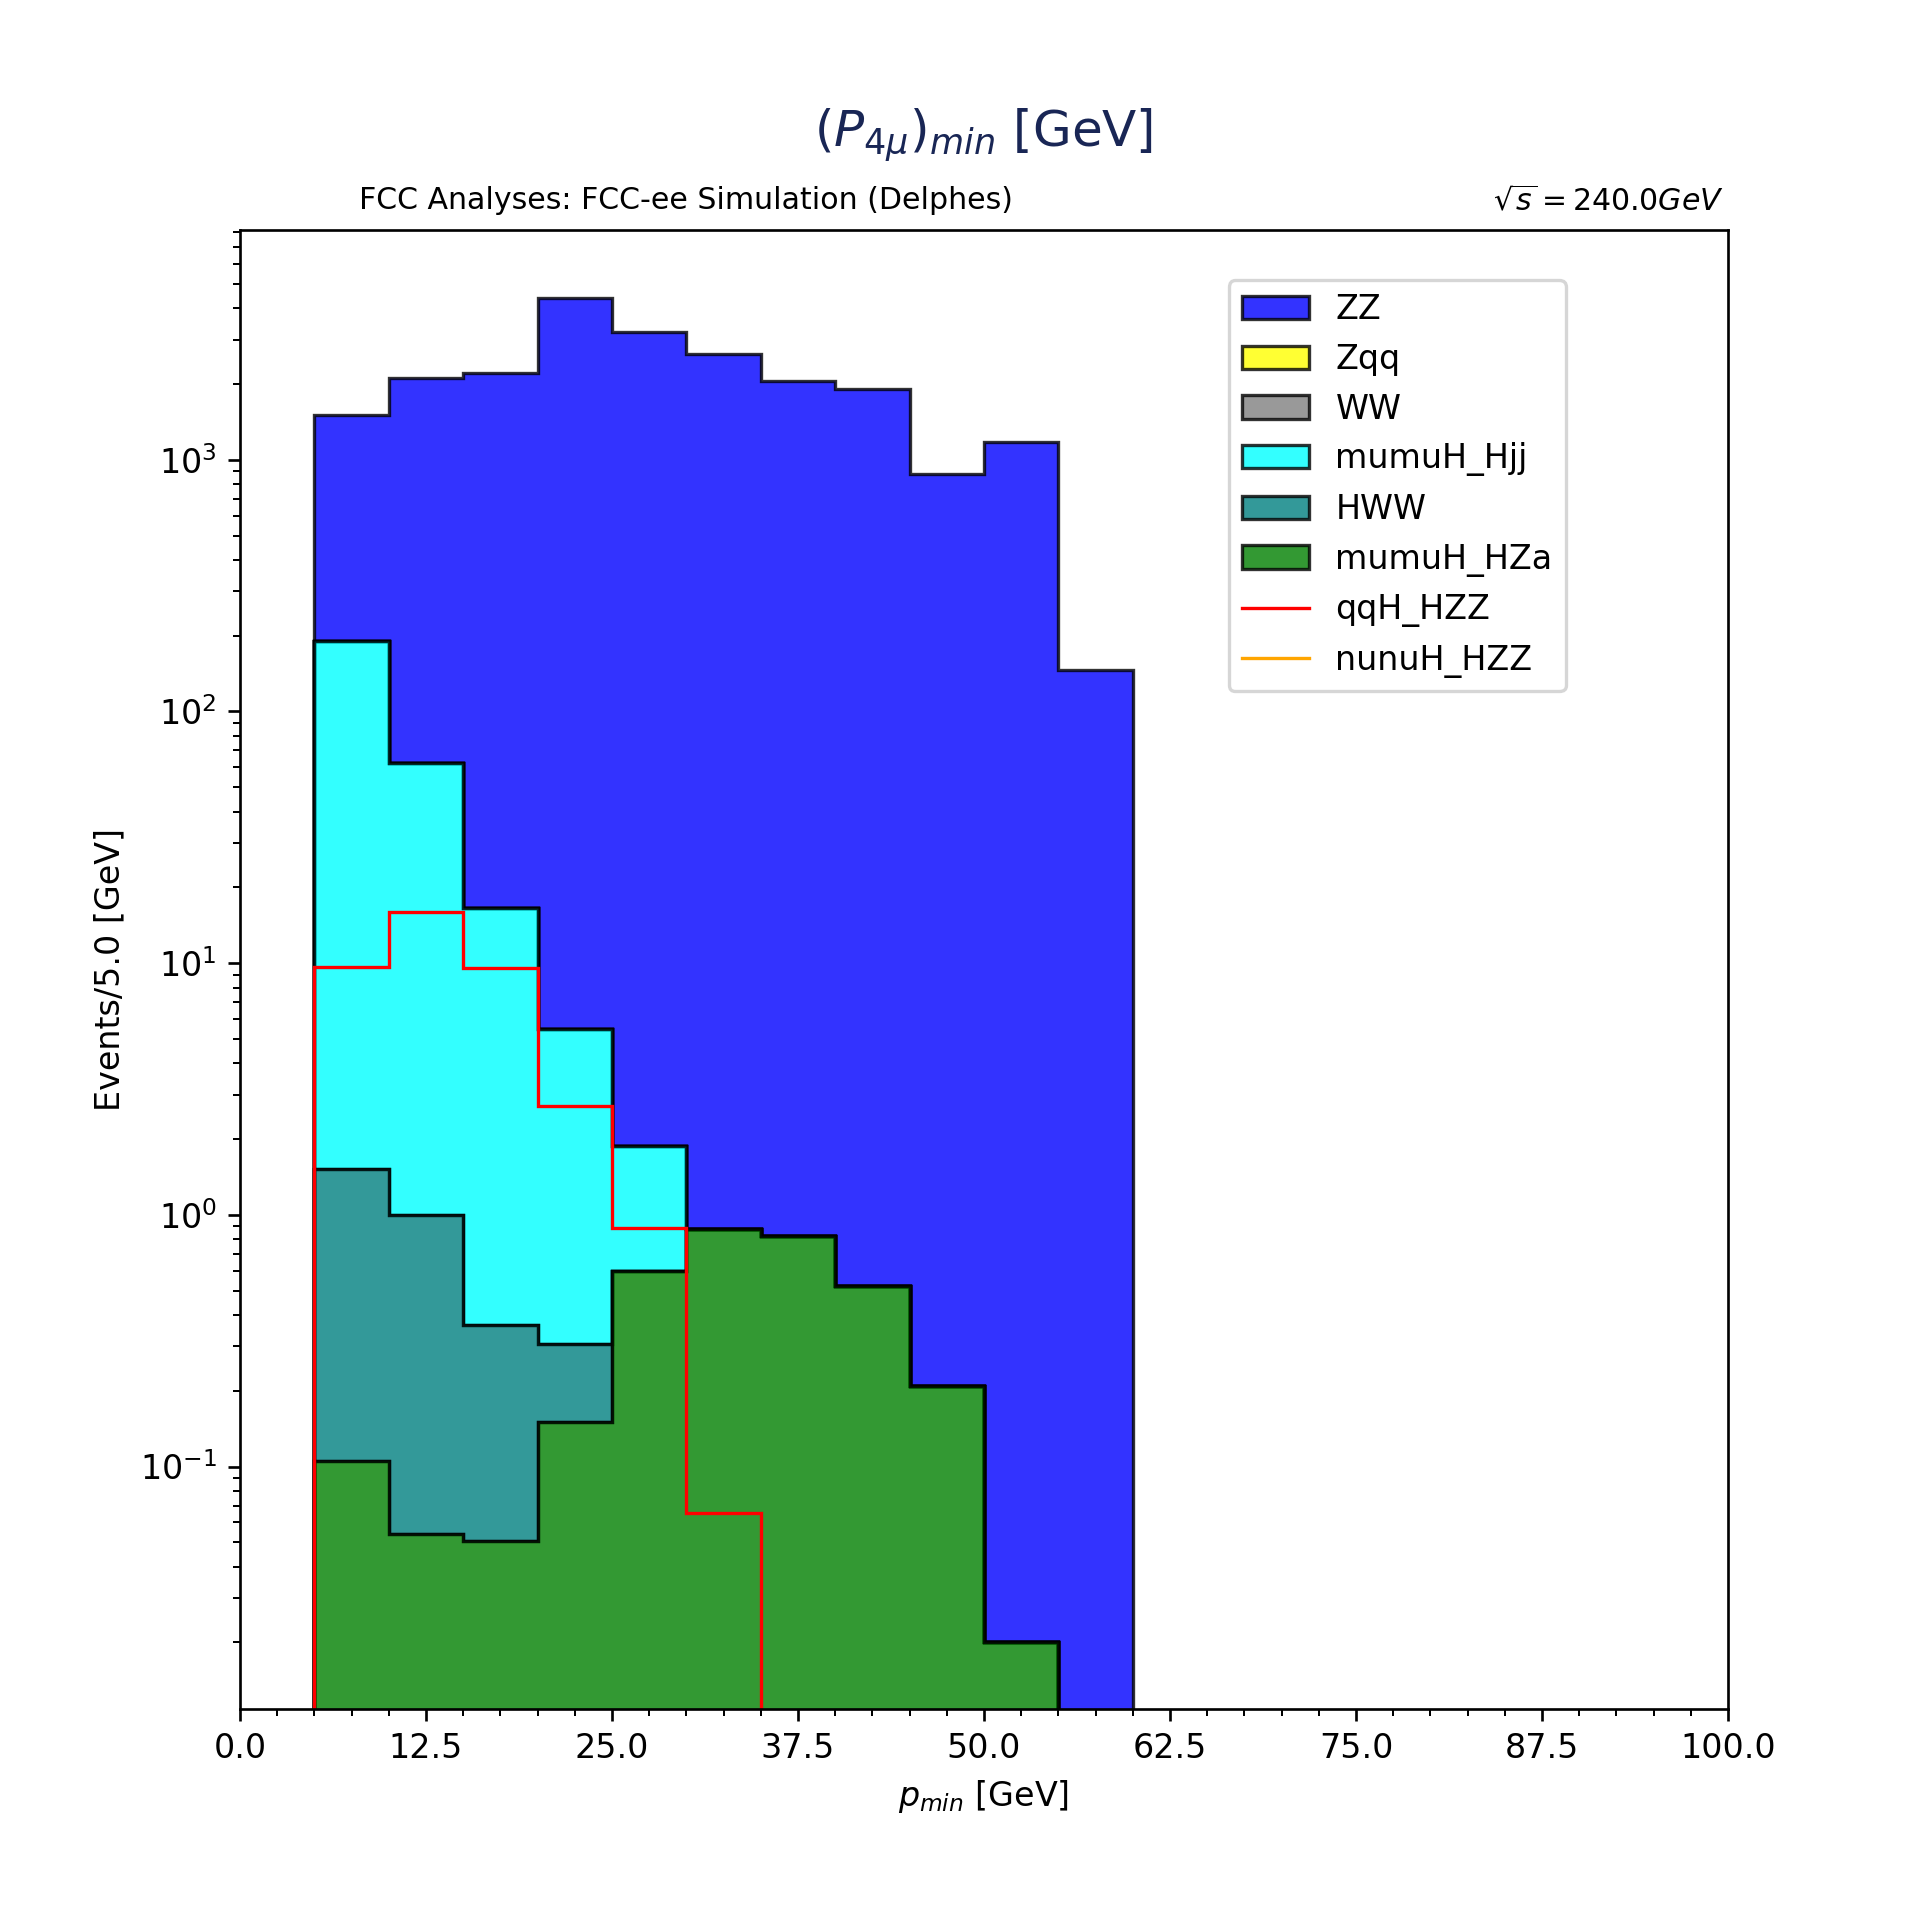 (P₄μ)ₘᵢₙ [GeV]
FCC Analyses: FCC-ee Simulation (Delphes)
√s = 240.0GeV
ZZ
Zqq
WW
mumuH_Hjj
HWW
mumuH_HZa
qqH_HZZ
nunuH_HZZ
10³
10²
10¹
10⁰
10⁻¹
Events/5.0 [GeV]
0.0 12.5 25.0 37.5 50.0 62.5 75.0 87.5 100.0
pₘᵢₙ [GeV]